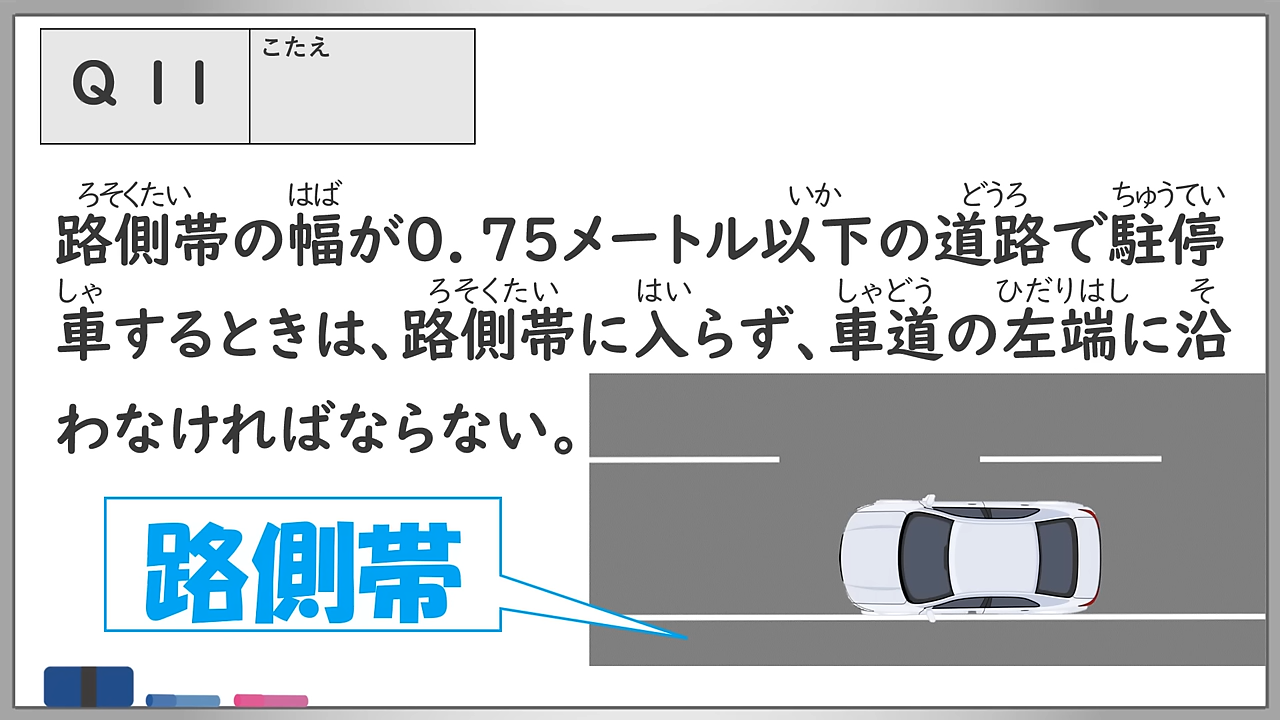 Q 11
こたえ
ろそくたい はば いか どうろ ちゅうてい
路側帯の幅が0.75メートル以下の道路で駐停
しゃ ろそくたい はい しゃどう ひだりはし そ
車するときは、路側帯に入らず、車道の左端に沿
わなければならない。
路側帯